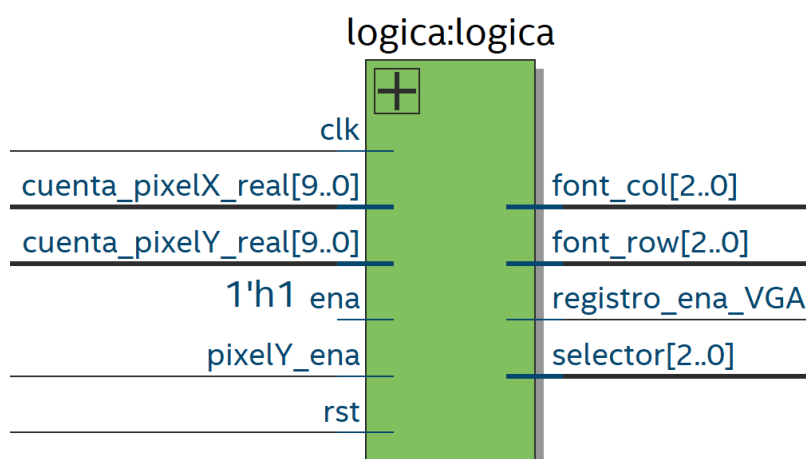 logica:logica
clk
cuenta_pixelX_real[9..0]
font_col[2..0]
cuenta_pixelY_real[9..0]
font_row[2..0]
1'h1 ena
registro_ena_VGA
pixelY_ena
selector[2..0]
rst